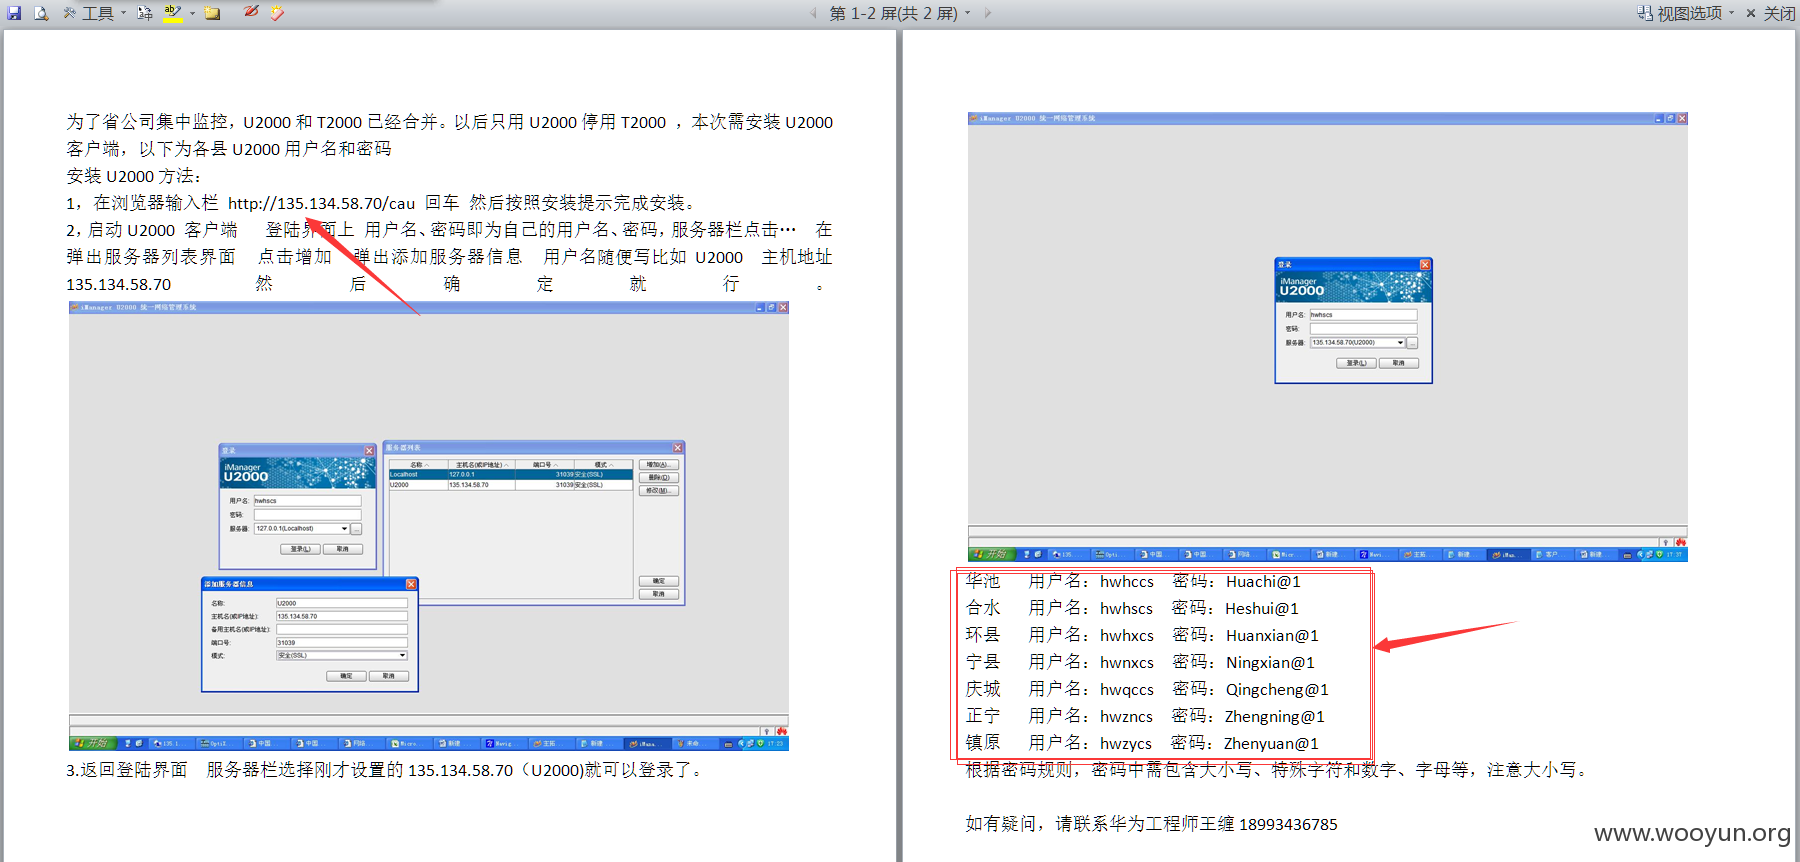 工具
第 1-2 屏(共 2 屏)
视图选项
关闭
为了省公司集中监控，U2000 和 T2000 已经合并。以后只用 U2000 停用 T2000 ，本次需安装 U2000
客户端，以下为各县 U2000 用户名和密码
安装 U2000 方法：
1，在浏览器输入栏 http://135.134.58.70/cau 回车 然后按照安装提示完成安装。
2，启动 U2000 客户端 登陆界面上 用户名、密码即为自己的用户名、密码，服务器栏点击… 在
弹出服务器列表界面 点击增加 弹出添加服务器信息 用户名随便写比如 U2000 主机地址
135.134.58.70 然后确定就行。
iManager U2000 统一网络管理系统
登录
iManager
U2000
用户名: hwhscs
密码:
服务器: 127.0.0.1(Localhost) ...
登录(L) 取消
服务器列表
名称 主机名(或IP地址) 端口号 模式
Localhost 127.0.0.1 31039 安全(SSL)
U2000 135.134.58.70 31039 安全(SSL)
增加(A)...
删除(D)
修改(M)...
确定
取消
添加服务器信息
名称: U2000
主机名(或IP地址): 135.134.58.70
备用主机名(或IP地址):
端口号: 31039
模式: 安全(SSL)
确定 取消
开始
17:23
3.返回登陆界面 服务器栏选择刚才设置的 135.134.58.70（U2000)就可以登录了。
iManager U2000 统一网络管理系统
登录
iManager
U2000
用户名: hwhscs
密码:
服务器: 135.134.58.70(U2000) ...
登录(L) 取消
开始
17:37
华池 用户名：hwhccs 密码：Huachi@1
合水 用户名：hwhscs 密码：Heshui@1
环县 用户名：hwhxcs 密码：Huanxian@1
宁县 用户名：hwnxcs 密码：Ningxian@1
庆城 用户名：hwqccs 密码：Qingcheng@1
正宁 用户名：hwzncs 密码：Zhengning@1
镇原 用户名：hwzycs 密码：Zhenyuan@1
根据密码规则，密码中需包含大小写、特殊字符和数字、字母等，注意大小写。
如有疑问，请联系华为工程师王缠 18993436785
www.wooyun.org